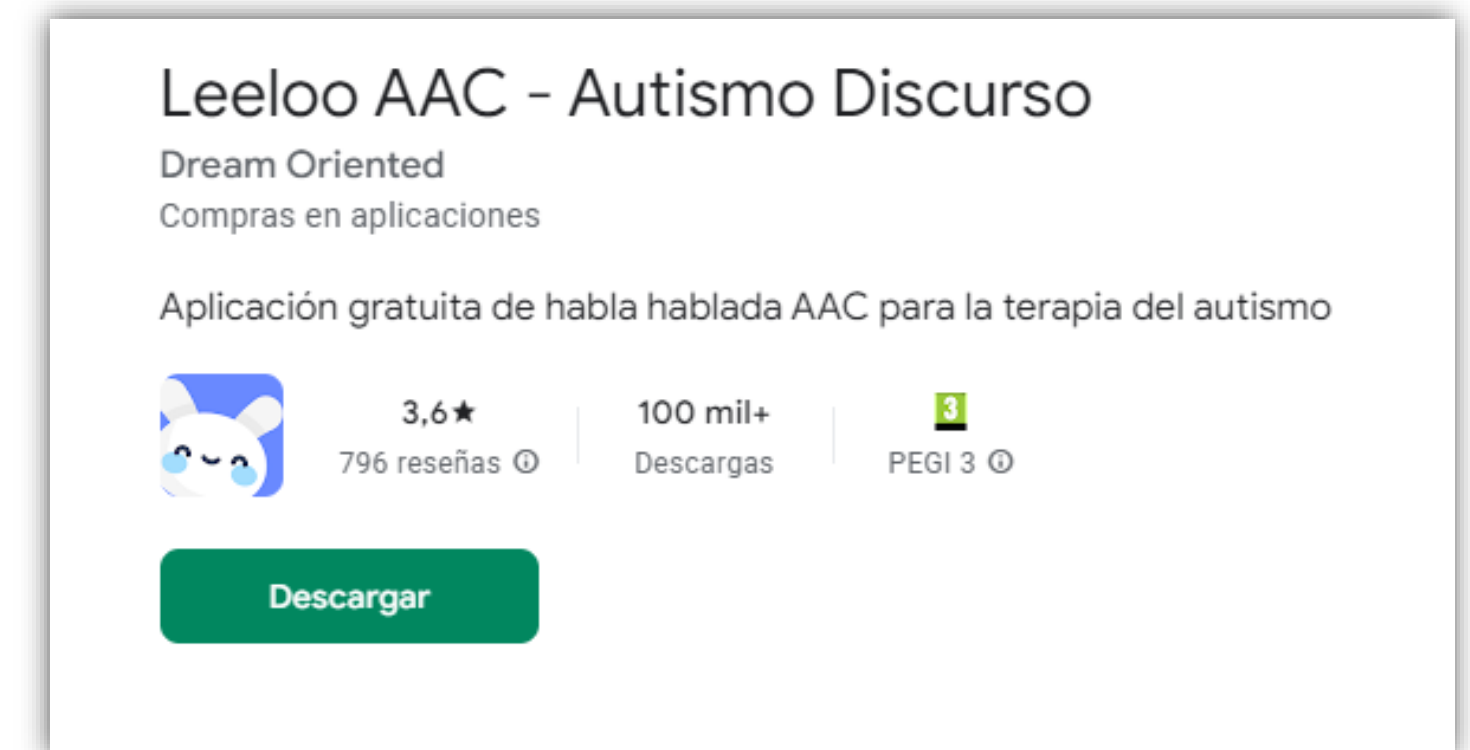 Leeloo AAC - Autismo Discurso
Dream Oriented
Compras en aplicaciones
Aplicación gratuita de habla hablada AAC para la terapia del autismo
3,6★ 100 mil+ 3
796 reseñas Descargas PEGI 3
Descargar